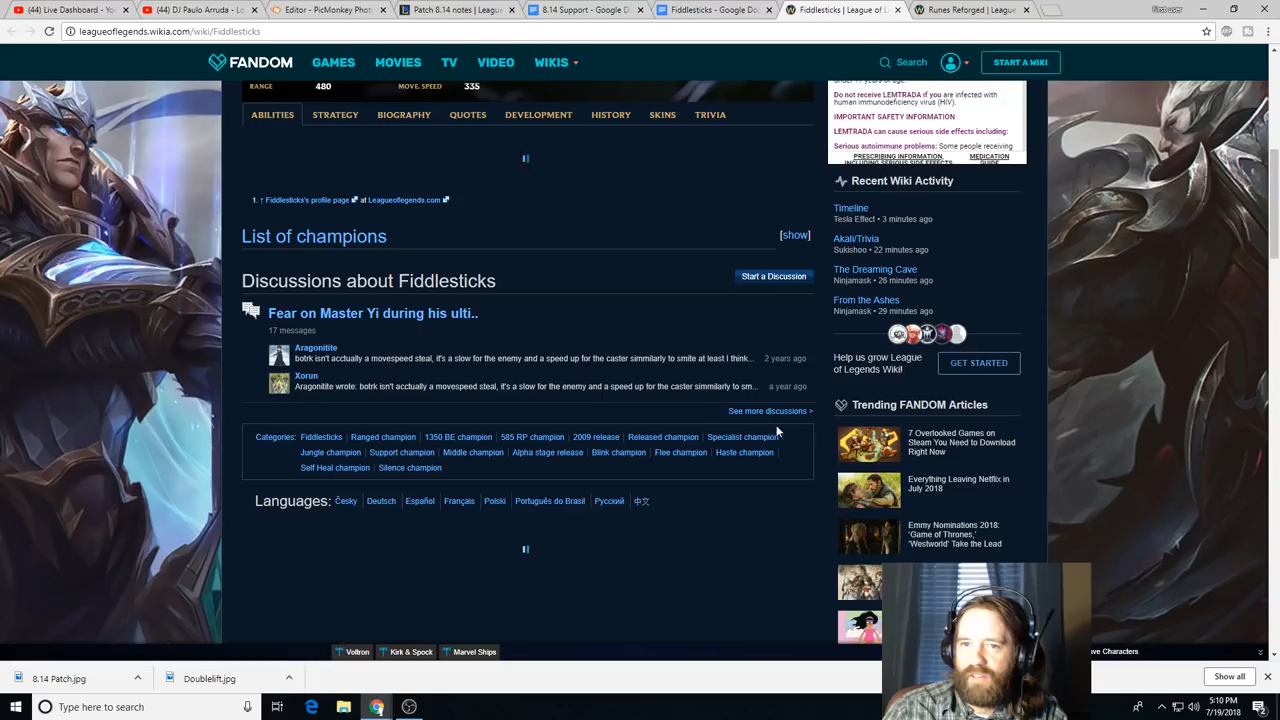 (44) Live Dashboard - Yo
(44) DJ Paulo Arruda - Lo
Editor - PicMonkey Photo
Patch 8.14 notes | League
8.14 Support - Google Do
Fiddlesticks - Google Doc
Fiddlesticks | League of L
Runes Reforged | League
First user
leagueoflegends.wikia.com/wiki/Fiddlesticks
FANDOM
GAMES
MOVIES
TV
VIDEO
WIKIS
Search
START A WIKI
RANGE 480 MOVE. SPEED 335
ABILITIES STRATEGY BIOGRAPHY QUOTES DEVELOPMENT HISTORY SKINS TRIVIA
1. ↑ Fiddlesticks's profile page at Leagueoflegends.com
List of champions
[show]
Discussions about Fiddlesticks
Start a Discussion
Fear on Master Yi during his ulti..
17 messages
Aragonitite
botrk isn't acctually a movespeed steal, it's a slow for the enemy and a speed up for the caster simmilarly to smite at least I think... 2 years ago
Xorun
Aragonitite wrote: botrk isn't acctually a movespeed steal, it's a slow for the enemy and a speed up for the caster simmilarly to sm... a year ago
See more discussions >
Categories: Fiddlesticks Ranged champion 1350 BE champion 585 RP champion 2009 release Released champion Specialist champion
Jungle champion Support champion Middle champion Alpha stage release Blink champion Flee champion Haste champion
Self Heal champion Silence champion
Languages: Česky Deutsch Español Français Polski Português do Brasil Русский 中文
Do not receive LEMTRADA if you are infected with
human immunodeficiency virus (HIV).
IMPORTANT SAFETY INFORMATION
LEMTRADA can cause serious side effects including:
Serious autoimmune problems: Some people receiving
PRESCRIBING INFORMATION,
INCLUDING SERIOUS SIDE EFFECTS
MEDICATION
GUIDE
Recent Wiki Activity
Timeline
Tesla Effect • 3 minutes ago
Akali/Trivia
Sukishoo • 22 minutes ago
The Dreaming Cave
Ninjamask • 26 minutes ago
From the Ashes
Ninjamask • 29 minutes ago
Help us grow League
of Legends Wiki!
GET STARTED
Trending FANDOM Articles
7 Overlooked Games on
Steam You Need to Download
Right Now
Everything Leaving Netflix in
July 2018
Emmy Nominations 2018:
'Game of Thrones,'
'Westworld' Take the Lead
Voltron
Kirk & Spock
Marvel Ships
ave Characters
8.14 Patch.jpg
Doublelift.jpg
Show all
Type here to search
5:10 PM
7/19/2018
2